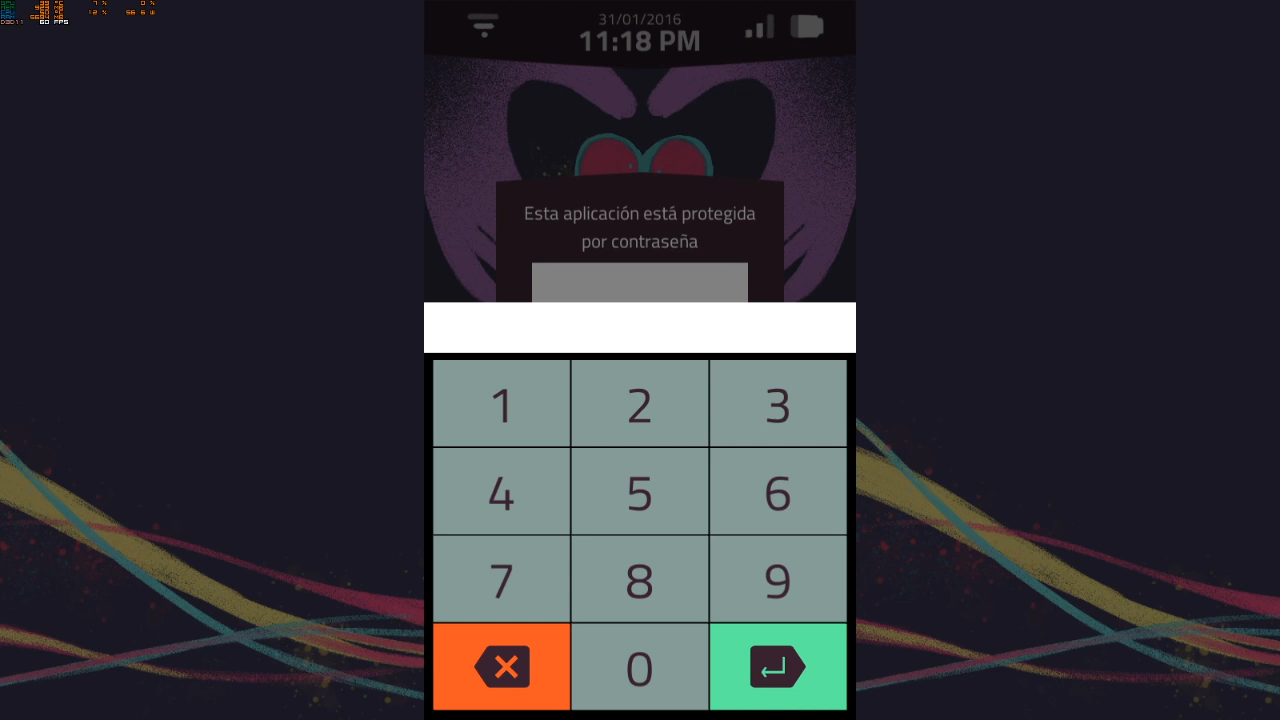 31/01/2016
11:18 PM
Esta aplicación está protegida
por contraseña
1 2 3
4 5 6
7 8 9
0